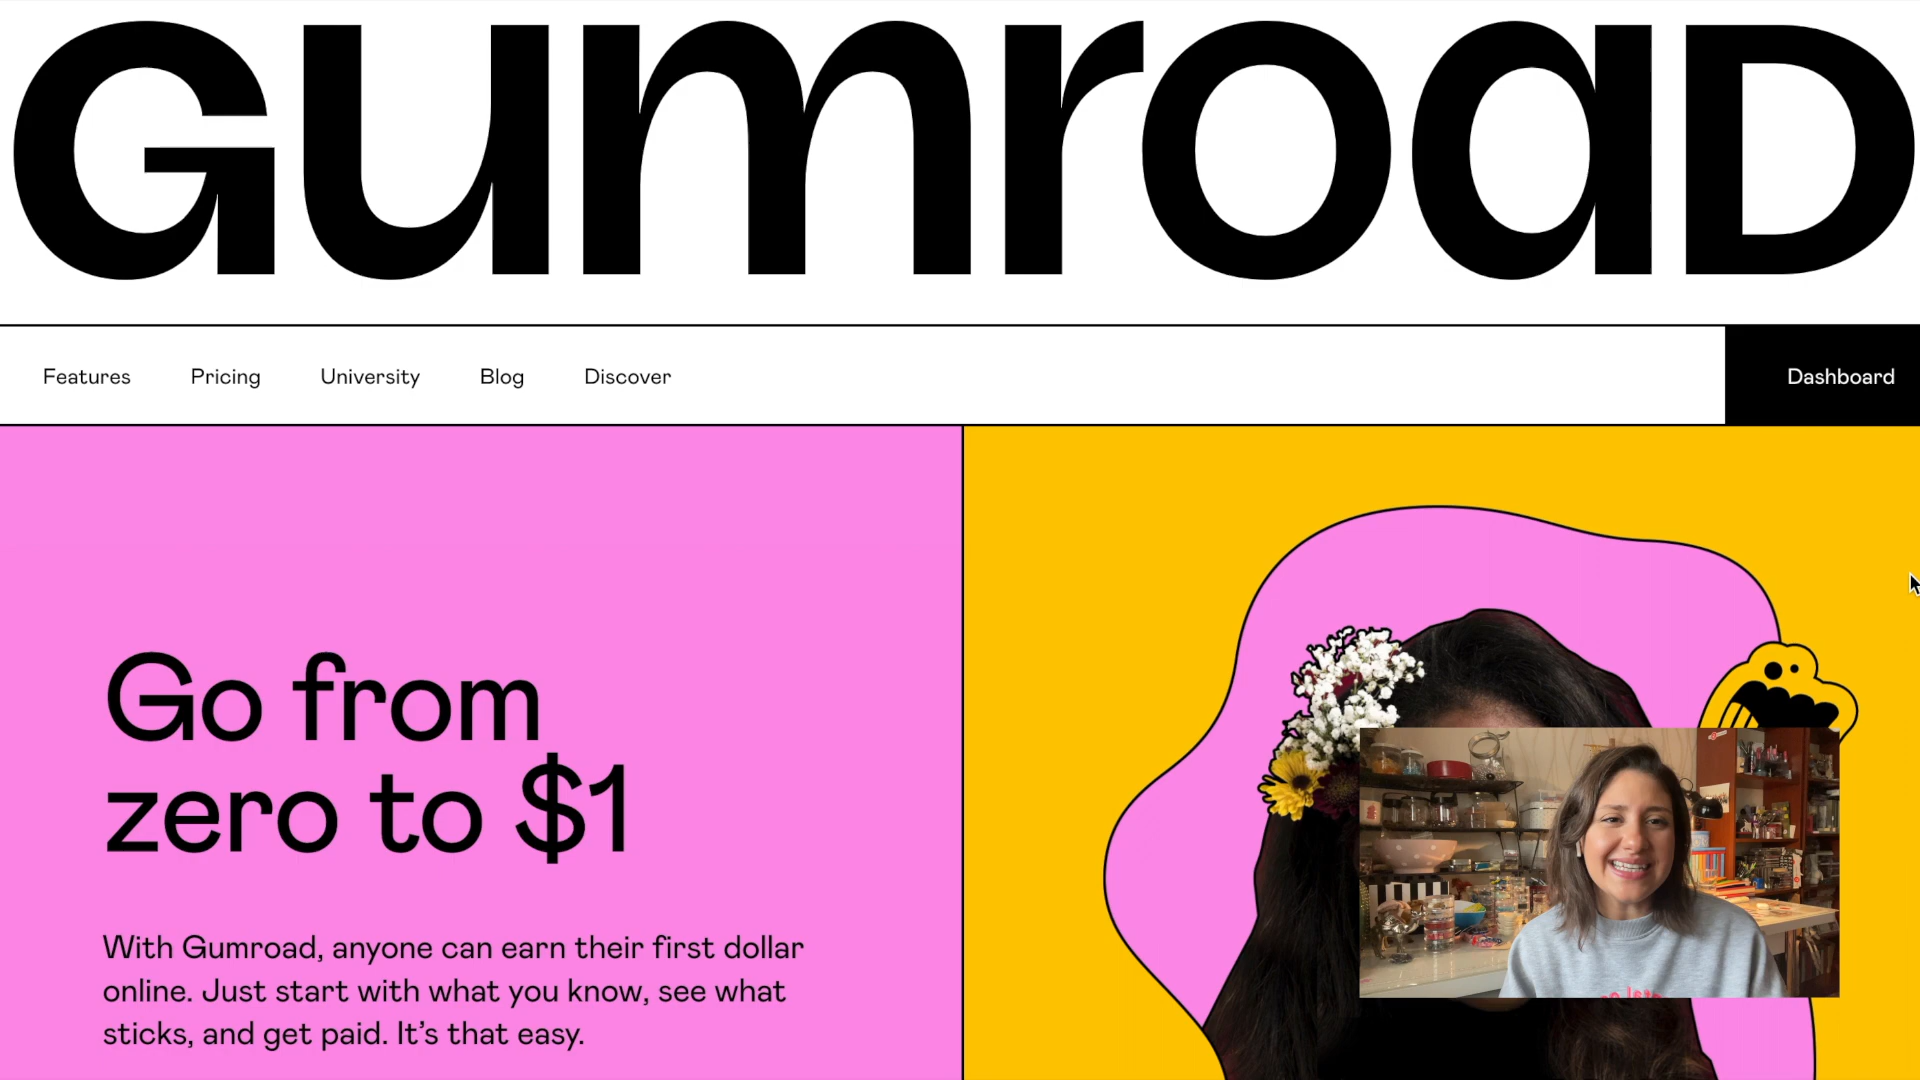 Gumroad
Features
Pricing
University
Blog
Discover
Dashboard
Go from
zero to $1
With Gumroad, anyone can earn their first dollar
online. Just start with what you know, see what
sticks, and get paid. It’s that easy.